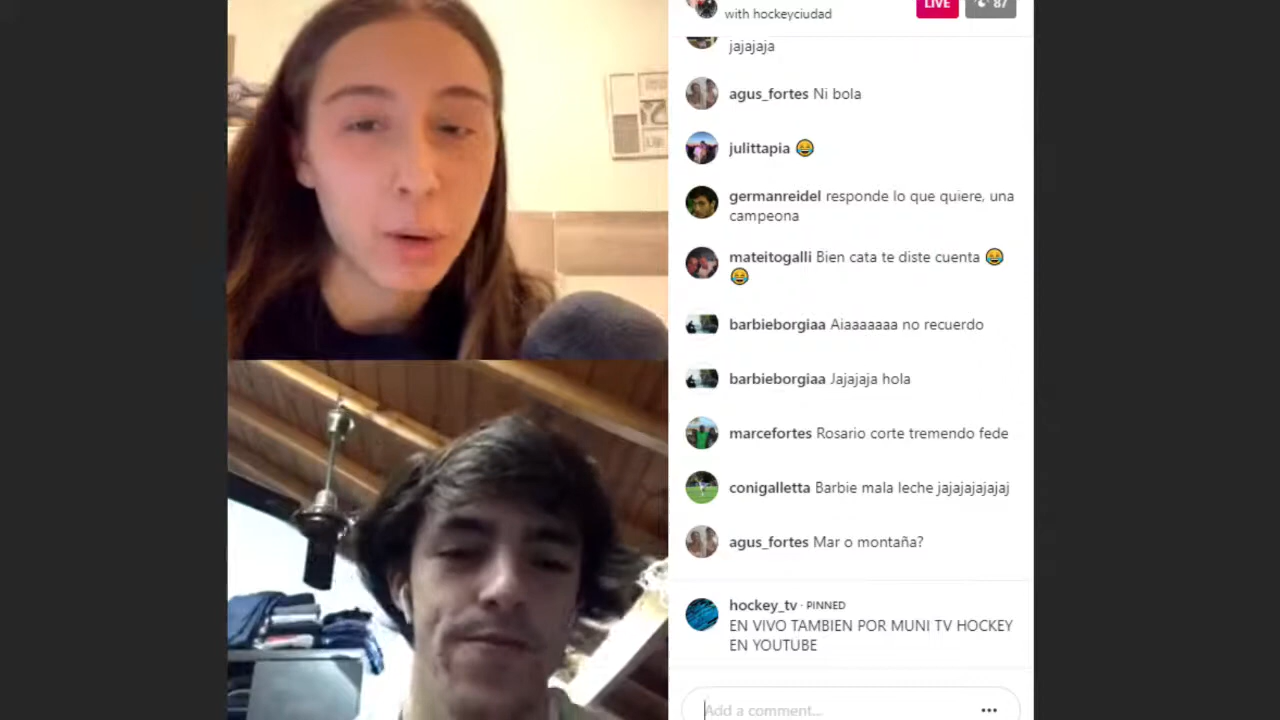 LIVE
87
with hockeyciudad
jajajaja
agus_fortes Ni bola
julittapia 😂
germanreidel responde lo que quiere, una
campeona
mateitogalli Bien cata te diste cuenta 😂
😂
barbieborgiaa Aiaaaaaaa no recuerdo
barbieborgiaa Jajajaja hola
marcefortes Rosario corte tremendo fede
conigalletta Barbie mala leche jajajajajajaj
agus_fortes Mar o montaña?
hockey_tv · PINNED
EN VIVO TAMBIEN POR MUNI TV HOCKEY
EN YOUTUBE
Add a comment...